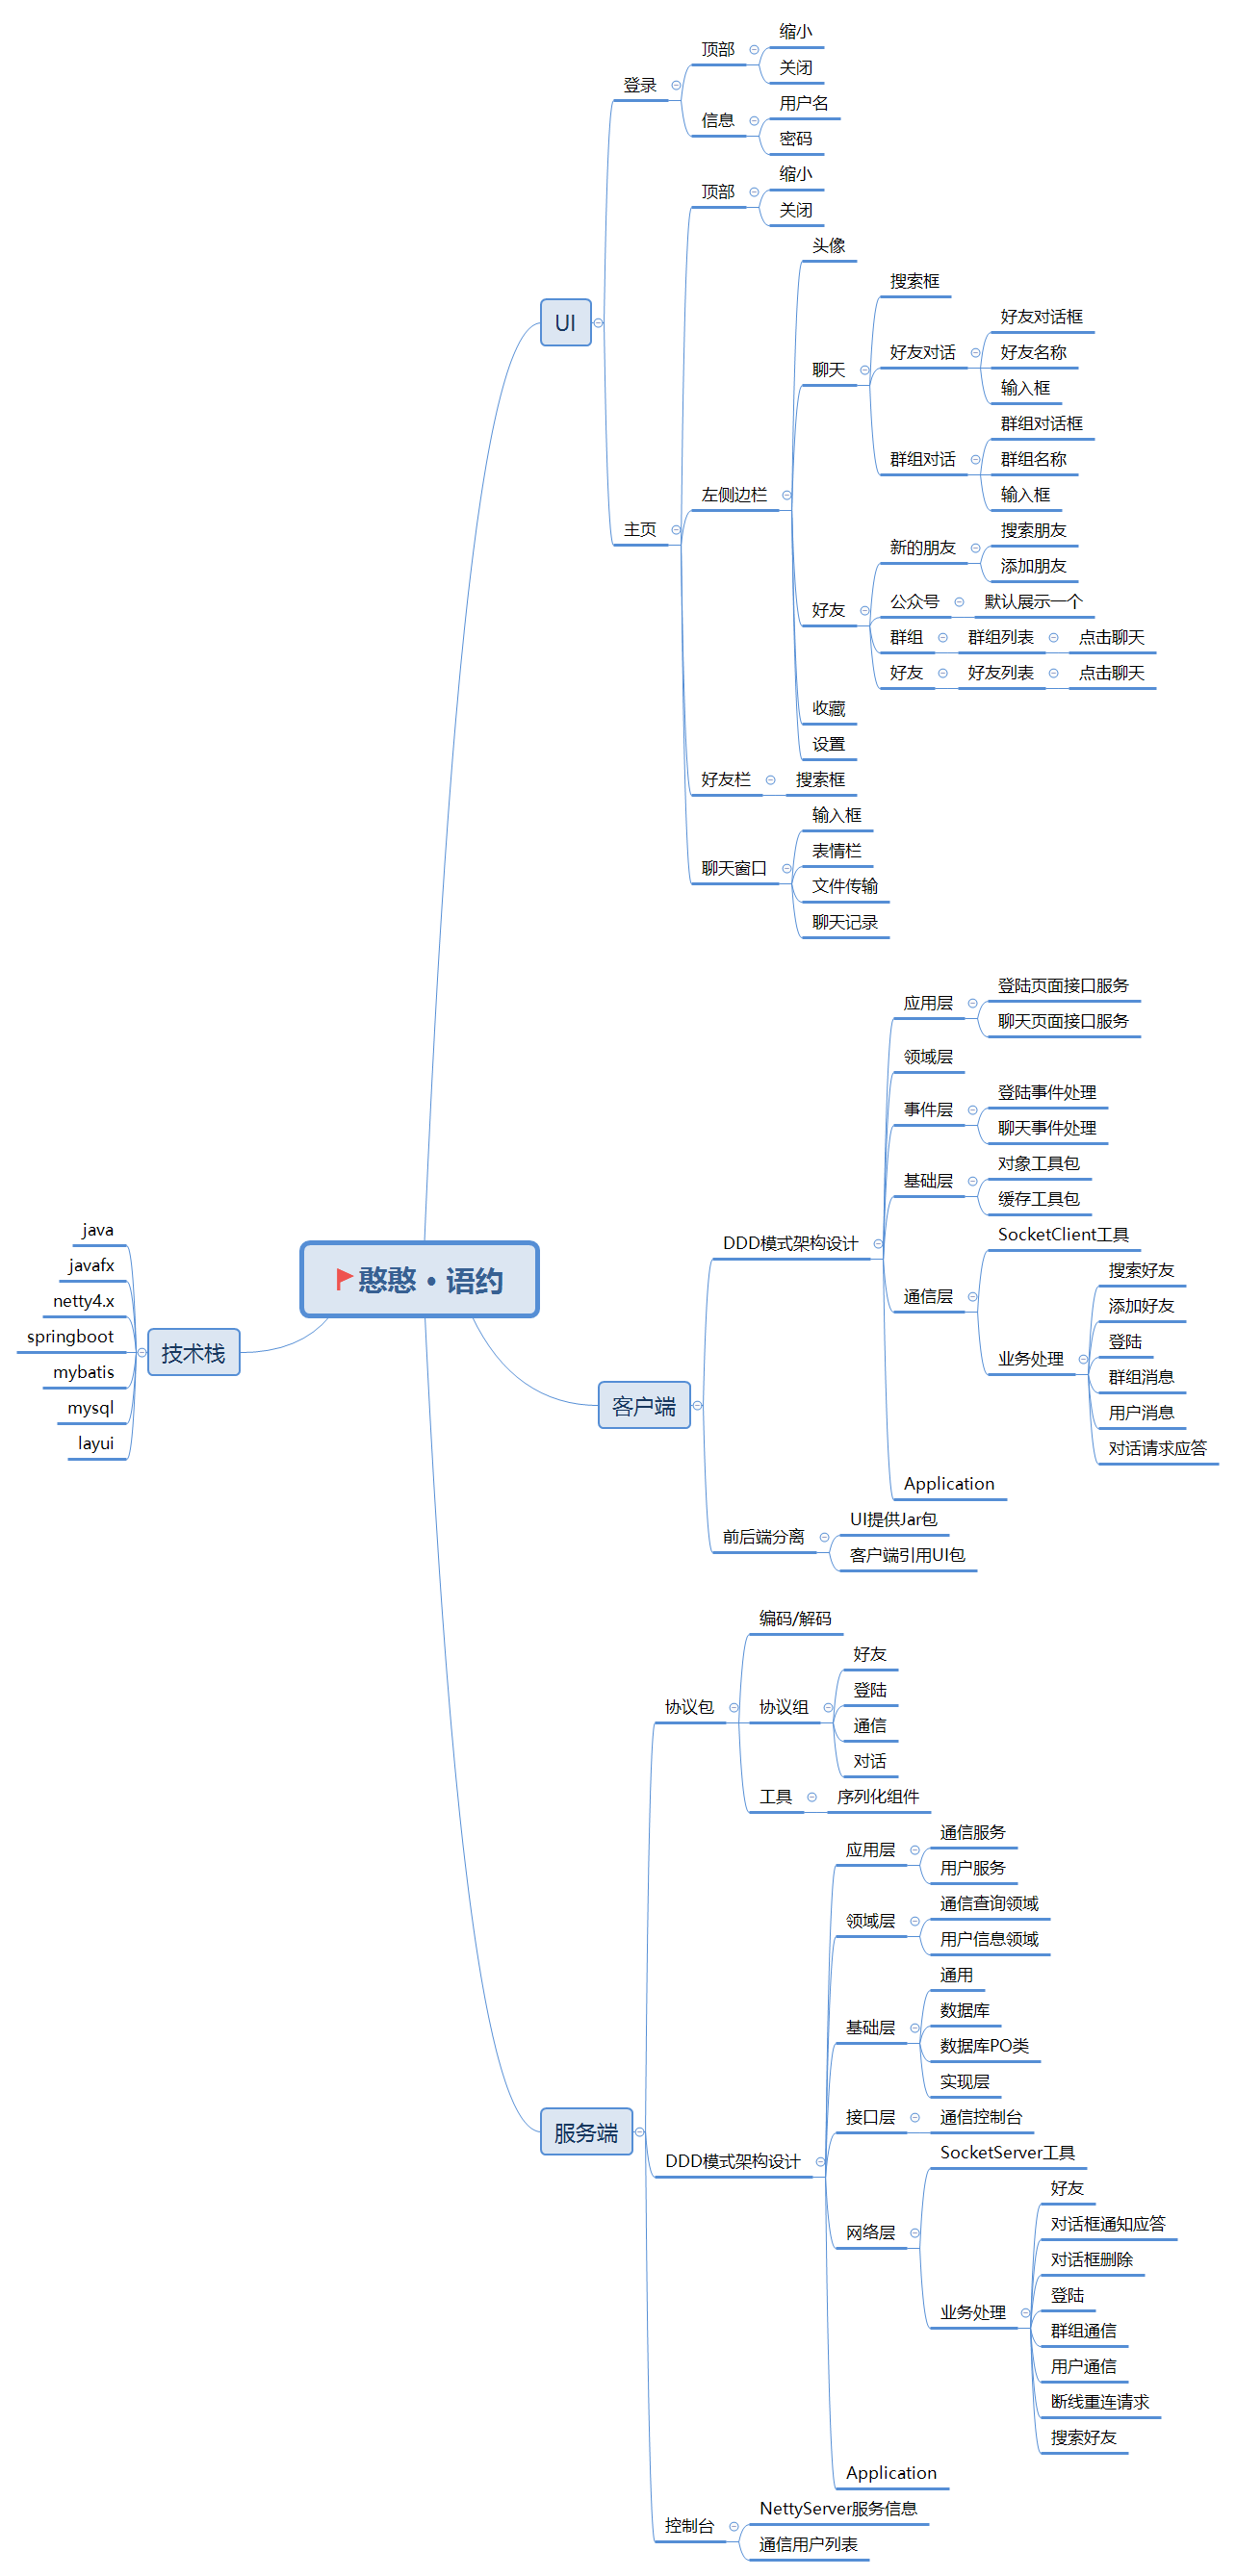 憨憨·语约
UI
登录
顶部
缩小
关闭
信息
用户名
密码
主页
顶部
缩小
关闭
左侧边栏
头像
聊天
搜索框
好友对话
好友对话框
好友名称
输入框
群组对话
群组对话框
群组名称
输入框
好友
新的朋友
搜索朋友
添加朋友
公众号
默认展示一个
群组
群组列表
点击聊天
好友
好友列表
点击聊天
收藏
设置
好友栏
搜索框
聊天窗口
输入框
表情栏
文件传输
聊天记录
客户端
DDD模式架构设计
应用层
登陆页面接口服务
聊天页面接口服务
领域层
事件层
登陆事件处理
聊天事件处理
基础层
对象工具包
缓存工具包
通信层
SocketClient工具
业务处理
搜索好友
添加好友
登陆
群组消息
用户消息
对话请求应答
Application
前后端分离
UI提供Jar包
客户端引用UI包
服务端
协议包
编码/解码
协议组
好友
登陆
通信
对话
工具
序列化组件
DDD模式架构设计
应用层
通信服务
用户服务
领域层
通信查询领域
用户信息领域
基础层
通用
数据库
数据库PO类
实现层
接口层
通信控制台
网络层
SocketServer工具
业务处理
好友
对话框通知应答
对话框删除
登陆
群组通信
用户通信
断线重连请求
搜索好友
Application
控制台
NettyServer服务信息
通信用户列表
技术栈
java
javafx
netty4.x
springboot
mybatis
mysql
layui